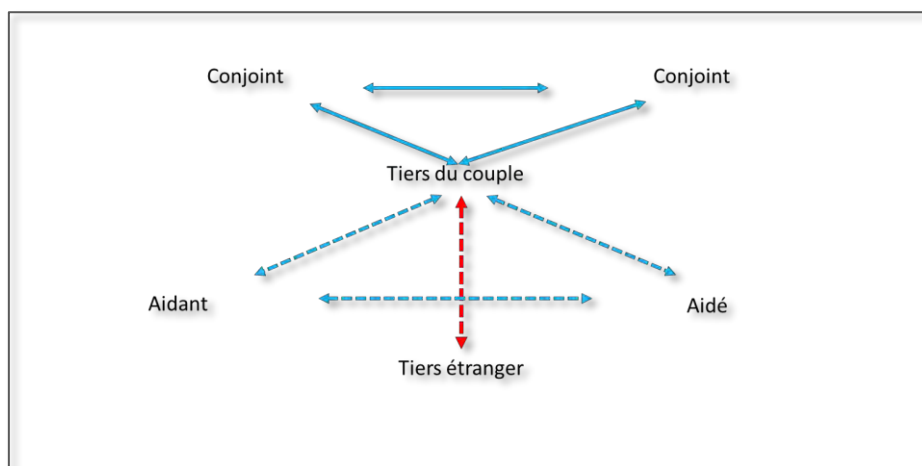 Conjoint
Conjoint
Tiers du couple
Aidant
Aidé
Tiers étranger